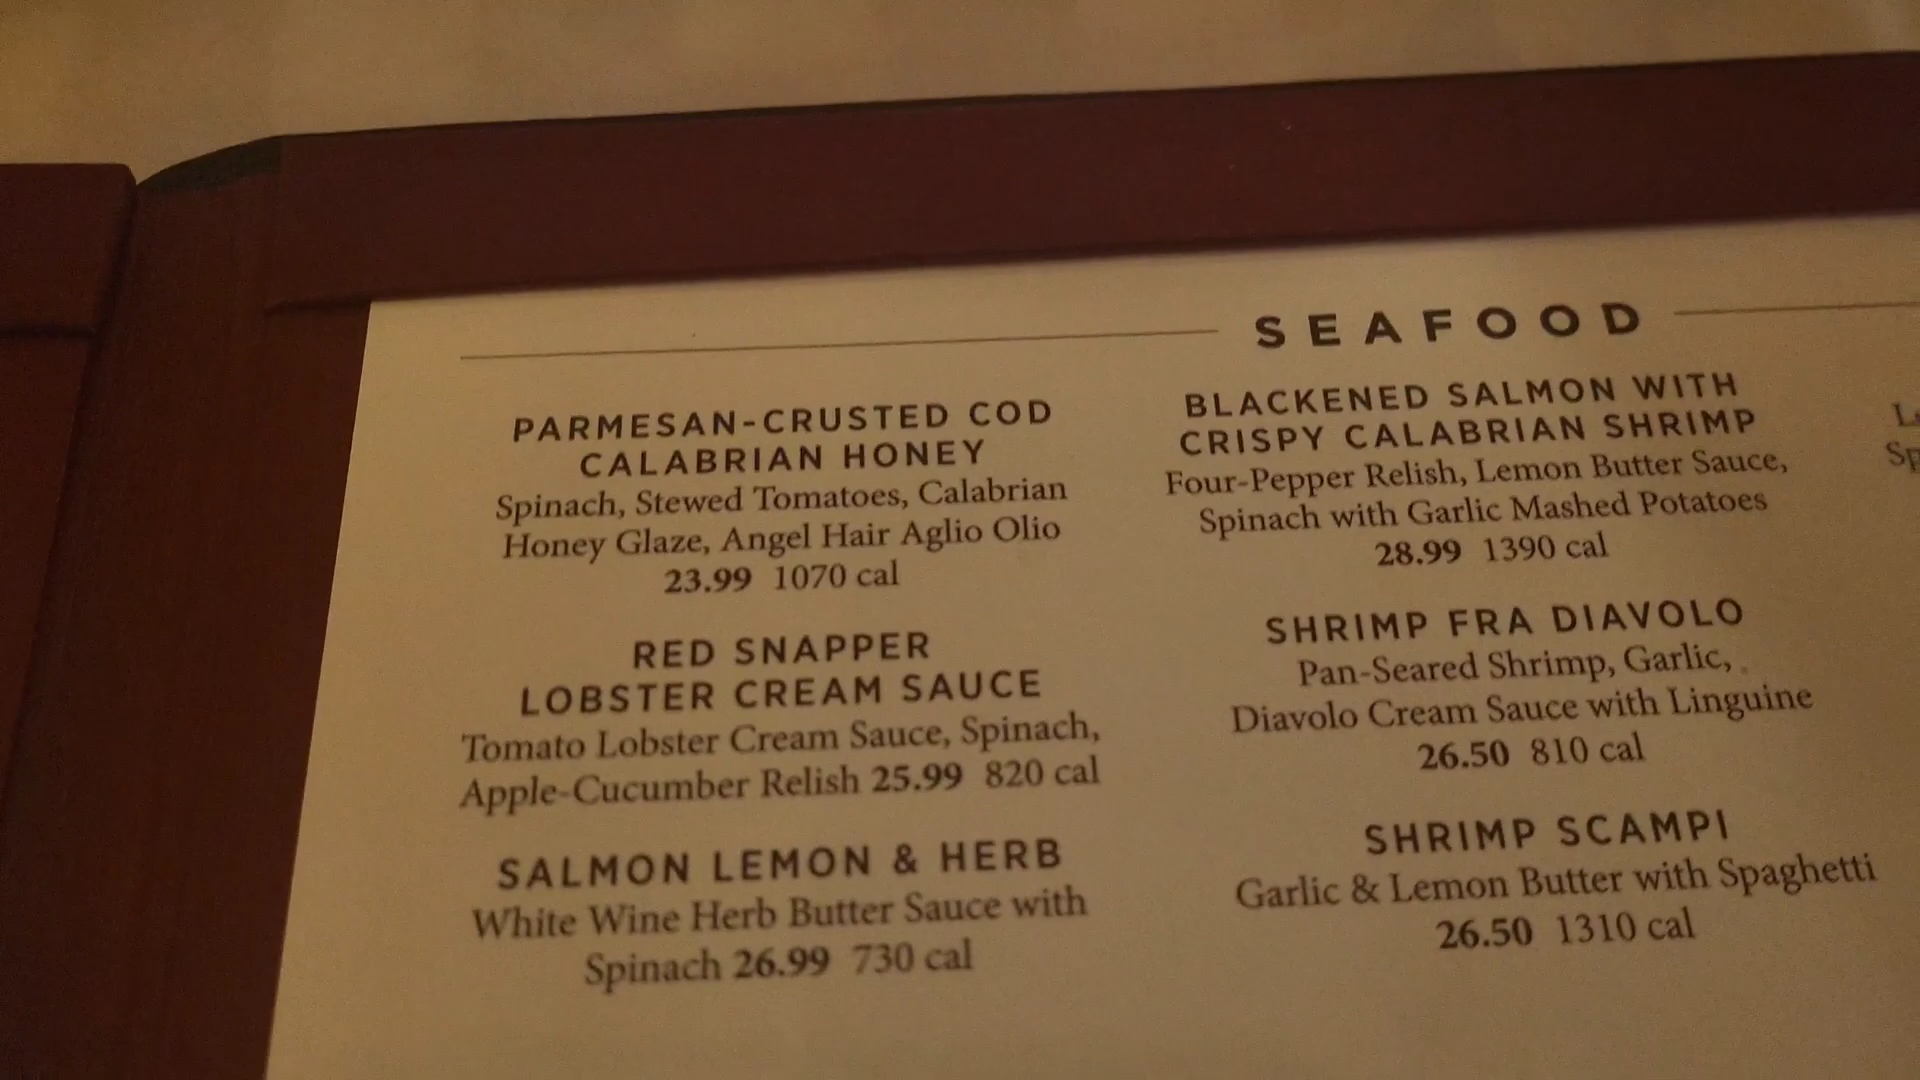 SEAFOOD
PARMESAN-CRUSTED COD
CALABRIAN HONEY
Spinach, Stewed Tomatoes, Calabrian
Honey Glaze, Angel Hair Aglio Olio
23.99 1070 cal
RED SNAPPER
LOBSTER CREAM SAUCE
Tomato Lobster Cream Sauce, Spinach,
Apple-Cucumber Relish 25.99 820 cal
SALMON LEMON & HERB
White Wine Herb Butter Sauce with
Spinach 26.99 730 cal
BLACKENED SALMON WITH
CRISPY CALABRIAN SHRIMP
Four-Pepper Relish, Lemon Butter Sauce,
Spinach with Garlic Mashed Potatoes
28.99 1390 cal
SHRIMP FRA DIAVOLO
Pan-Seared Shrimp, Garlic,
Diavolo Cream Sauce with Linguine
26.50 810 cal
SHRIMP SCAMPI
Garlic & Lemon Butter with Spaghetti
26.50 1310 cal